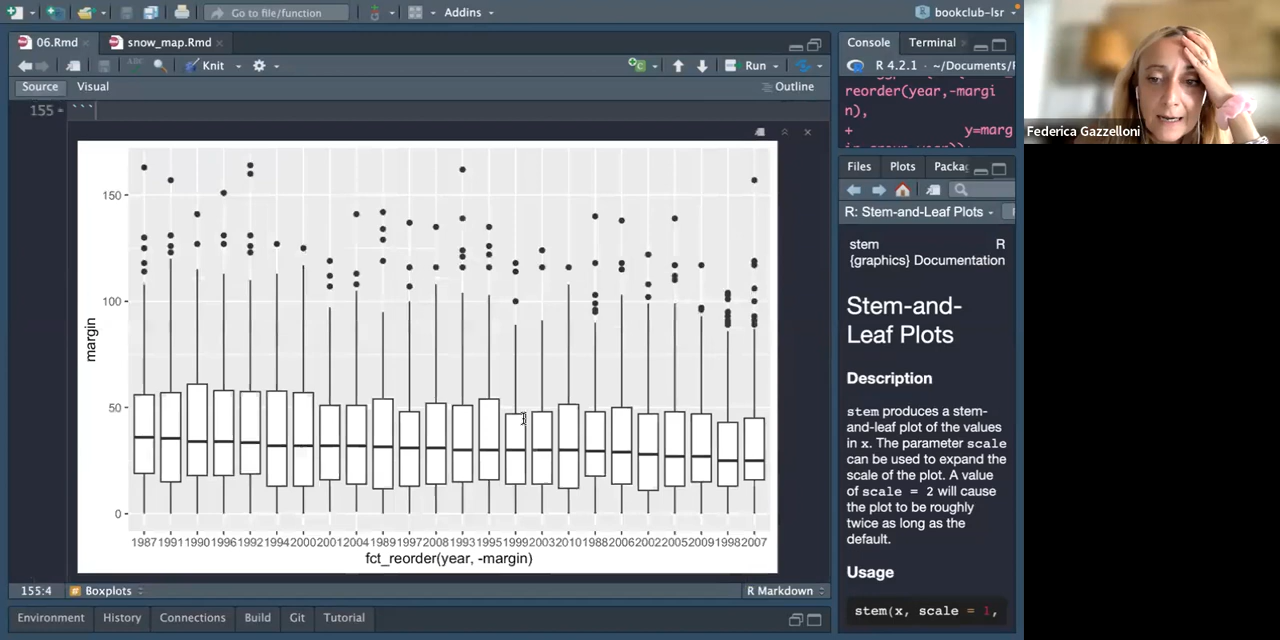 Go to file/function
Addins
bookclub-lsr
06.Rmd
snow_map.Rmd
ABC
Knit
Run
Source
Visual
Outline
155
```
margin
150
100
50
0
1987 1991 1990 1996 1992 1994 2000 2001 2004 1989 1997 2008 1993 1995 1999 2003 2010 1988 2006 2002 2005 2009 1998 2007
fct_reorder(year, -margin)
155:4
Boxplots
R Markdown
Environment
History
Connections
Build
Git
Tutorial
Console
Terminal
R 4.2.1 · ~/Documents/
reorder(year,-margi
n),
+ y=marg
Files
Plots
Packa
R: Stem-and-Leaf Plots
stem R
{graphics} Documentation
Stem-and-
Leaf Plots
Description
stem produces a stem-
and-leaf plot of the values
in x. The parameter scale
can be used to expand the
scale of the plot. A value
of scale = 2 will cause
the plot to be roughly
twice as long as the
default.
Usage
stem(x, scale = 1,
Federica Gazzelloni